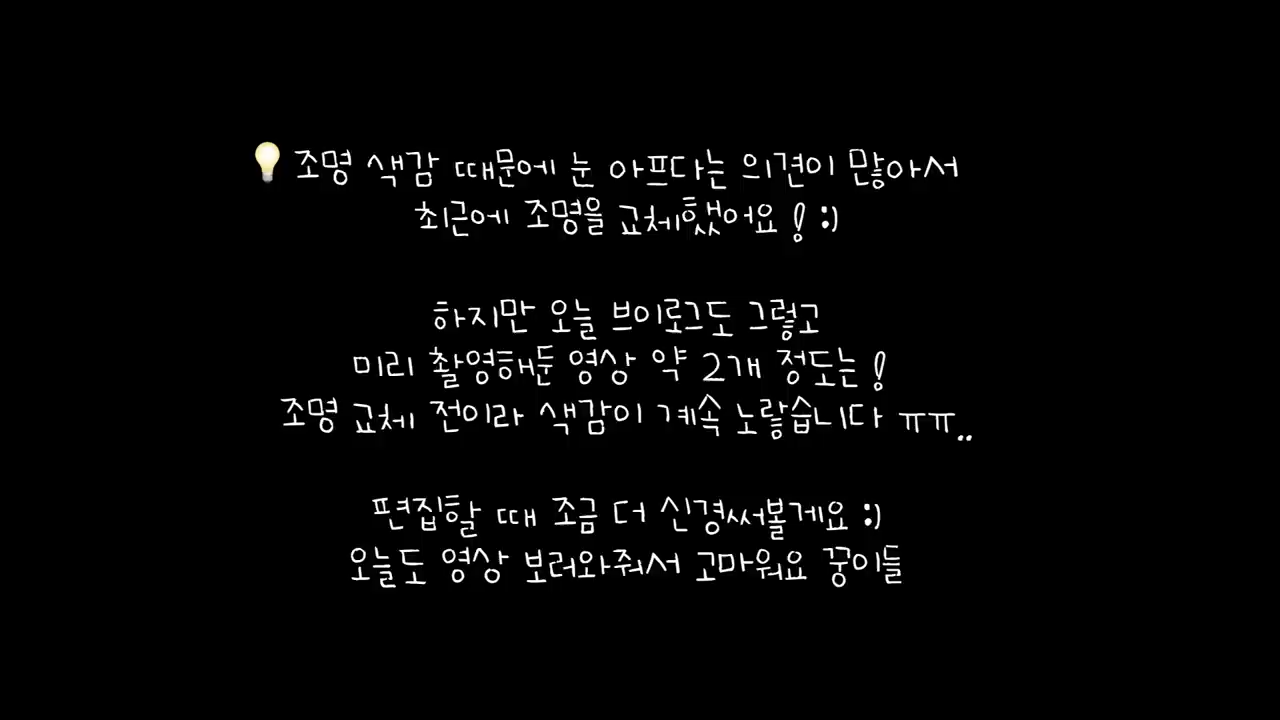 💡 조명 색감 때문에 눈 아프다는 의견이 많아서
최근에 조명을 교체했어요! :)
하지만 오늘 브이로그도 그렇고
미리 촬영해둔 영상 약 2개 정도는!
조명 교체 전이라 색감이 계속 노랗습니다 ㅠㅠ..
편집할 때 조금 더 신경써볼게요 :)
오늘도 영상 보러와줘서 고마워요 꿍이들